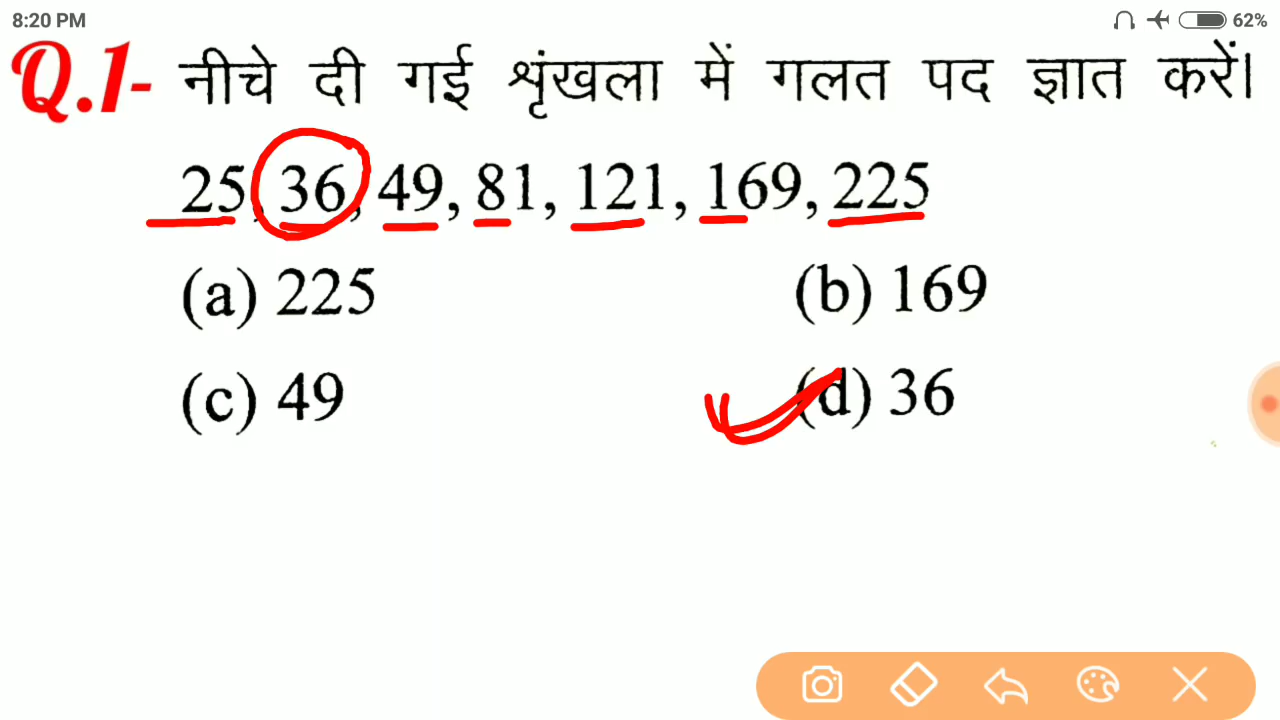 8:20 PM 62%
Q.1- नीचे दी गई श्रृंखला में गलत पद ज्ञात करें।
25, 36, 49, 81, 121, 169, 225
(a) 225 (b) 169
(c) 49 (d) 36